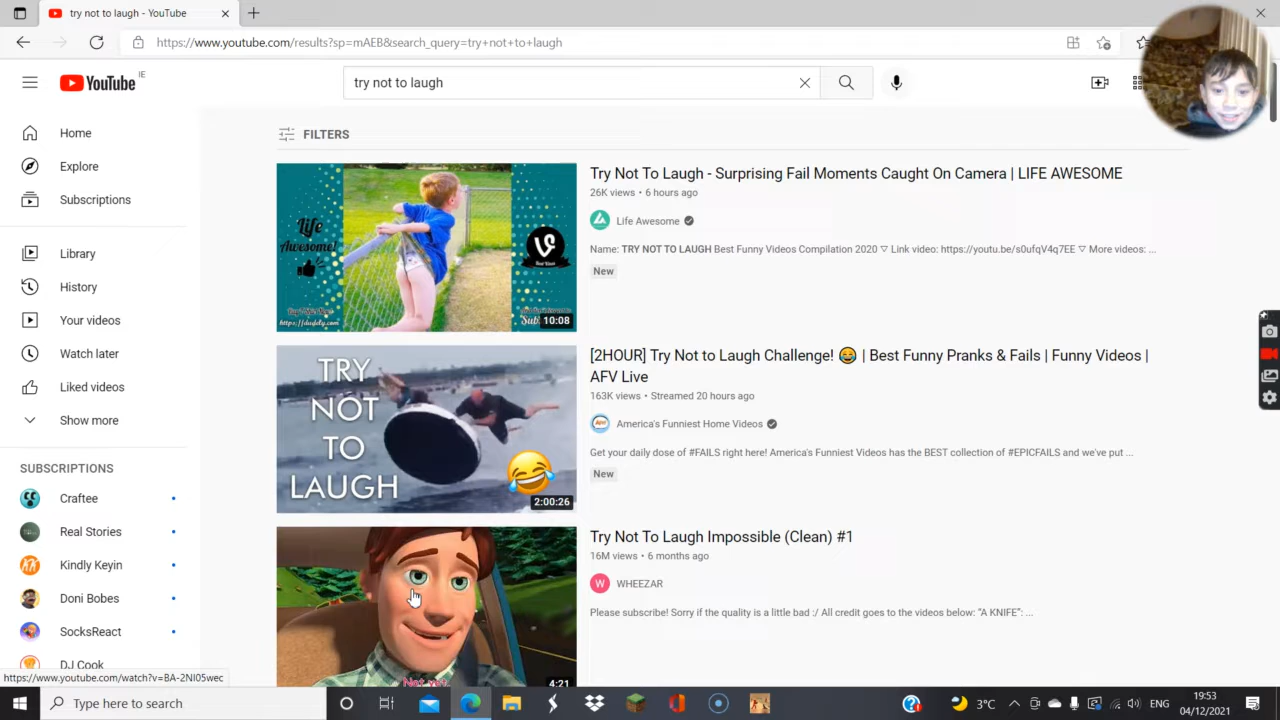 try not to laugh - YouTube
https://www.youtube.com/results?sp=mAEB&search_query=try+not+to+laugh
YouTube IE
try not to laugh
Home
Explore
Subscriptions
Library
History
Your videos
Watch later
Liked videos
Show more
SUBSCRIPTIONS
Craftee
Real Stories
Kindly Keyin
Doni Bobes
SocksReact
DJ Cook
FILTERS
Life
Awesome!
https://duddly.com
10:08
Try Not To Laugh - Surprising Fail Moments Caught On Camera | LIFE AWESOME
26K views • 6 hours ago
Life Awesome
Name: TRY NOT TO LAUGH Best Funny Videos Compilation 2020 ▽ Link video: https://youtu.be/s0ufqV4q7EE ▽ More videos: ...
New
TRY
NOT
TO
LAUGH
2:00:26
[2HOUR] Try Not to Laugh Challenge! 😂 | Best Funny Pranks & Fails | Funny Videos |
AFV Live
163K views • Streamed 20 hours ago
America's Funniest Home Videos
Get your daily dose of #FAILS right here! America's Funniest Videos has the BEST collection of #EPICFAILS and we've put ...
New
Not yet.
4:21
Try Not To Laugh Impossible (Clean) #1
16M views • 6 months ago
W WHEEZAR
Please subscribe! Sorry if the quality is a little bad :/ All credit goes to the videos below: "A KNIFE": ...
https://www.youtube.com/watch?v=BA-2NI05wec
Type here to search
3°C
ENG
19:53
04/12/2021